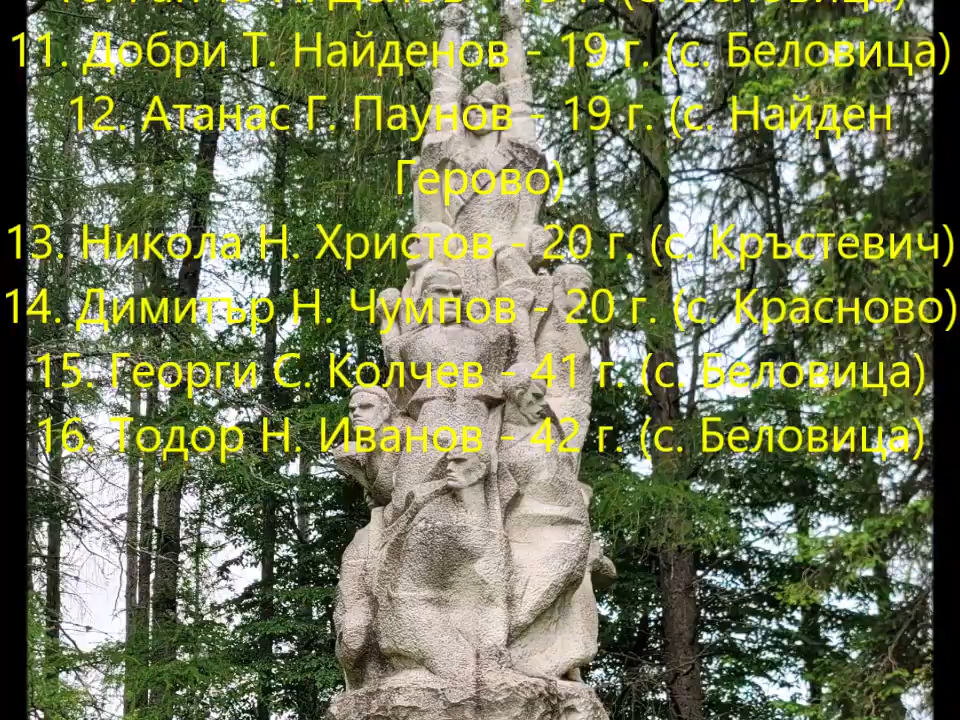 11. Добри Т. Найденов - 19 г. (с. Беловица)
12. Атанас Г. Паунов - 19 г. (с. Найден
Герово)
13. Никола Н. Христов - 20 г. (с. Кръстевич)
14. Димитър Н. Чумпов - 20 г. (с. Красново)
15. Георги С. Колчев - 41 г. (с. Беловица)
16. Тодор Н. Иванов - 42 г. (с. Беловица)